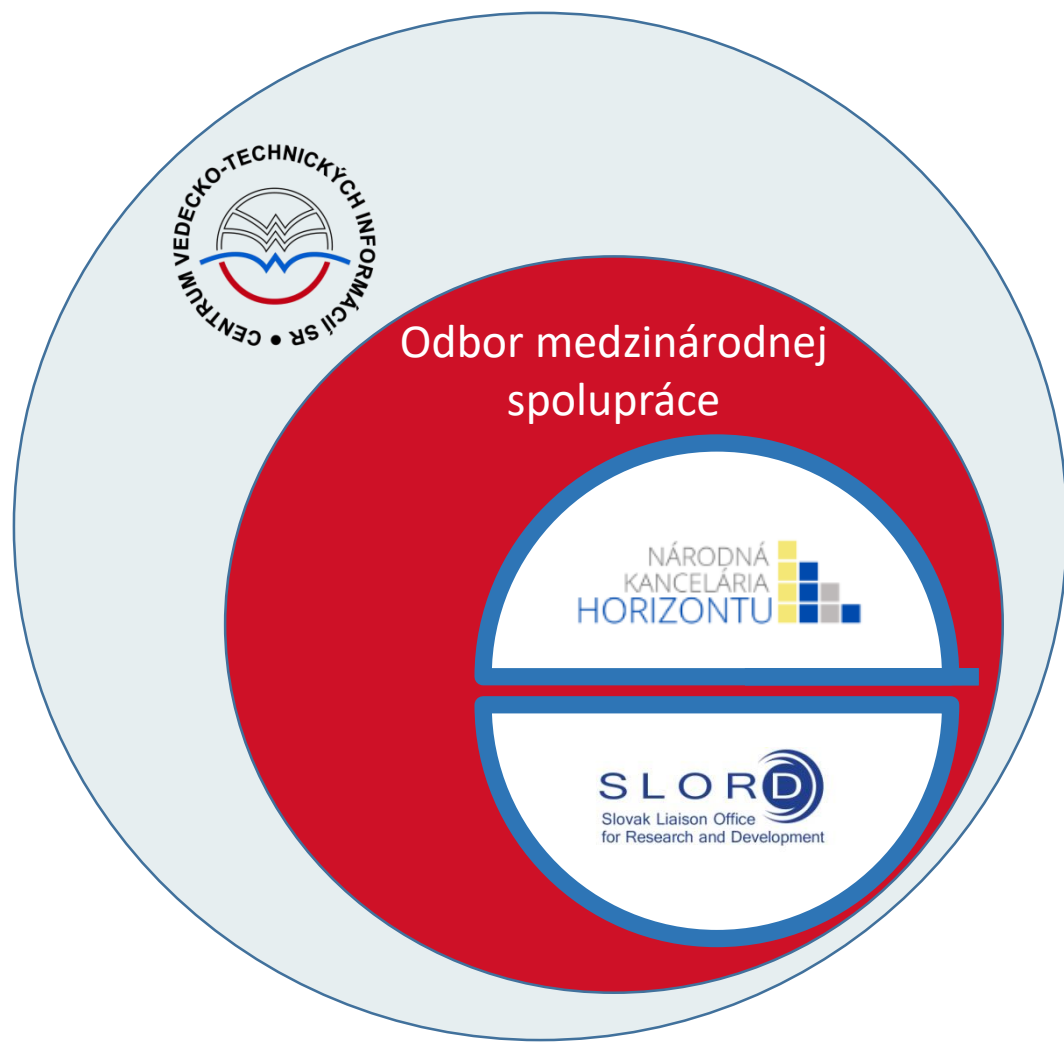 CENTRUM VEDECKO-TECHNICKÝCH INFORMÁCIÍ SR •
Odbor medzinárodnej
spolupráce
NÁRODNÁ
KANCELÁRIA
HORIZONTU
SLORD
Slovak Liaison Office
for Research and Development